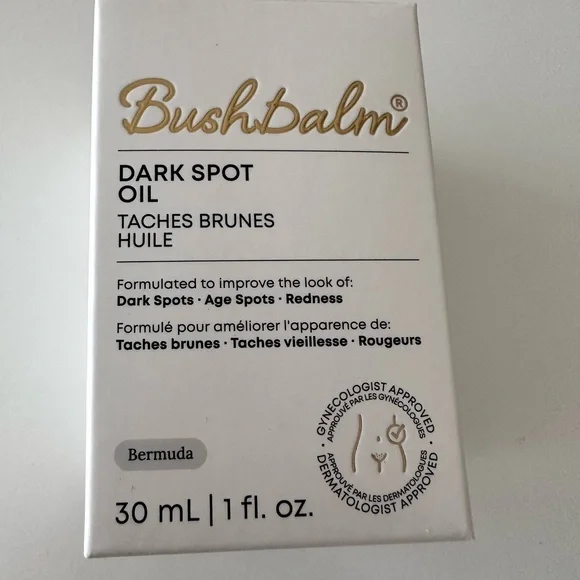 Bushbalm®
DARK SPOT
OIL
TACHES BRUNES
HUILE
Formulated to improve the look of:
Dark Spots · Age Spots · Redness
Formulé pour améliorer l'apparence de:
Taches brunes · Taches vieillesse · Rougeurs
GYNECOLOGIST APPROVED
APPROUVÉ PAR LES GYNÉCOLOGUES
APPROUVÉ PAR LES DERMATOLOGUES
DERMATOLOGIST APPROVED
Bermuda
30 mL | 1 fl. oz.